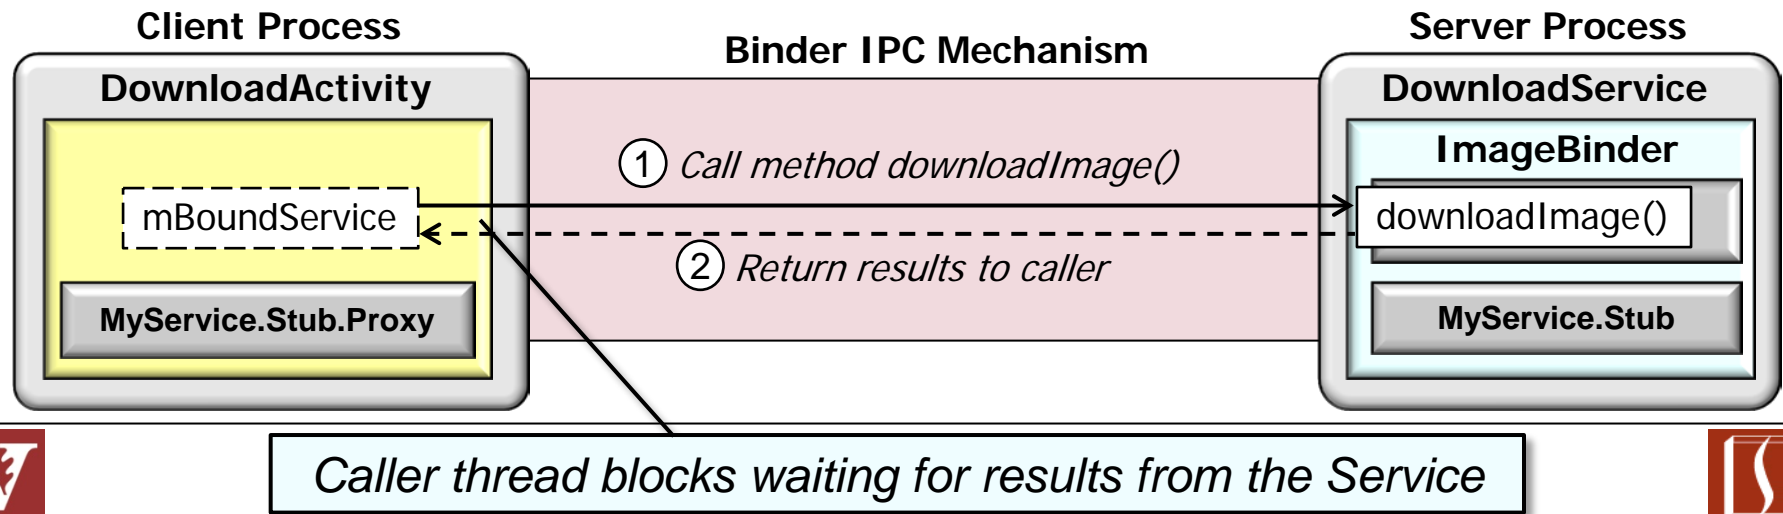 Client Process
Binder IPC Mechanism
Server Process
DownloadActivity
DownloadService
ImageBinder
1 Call method downloadImage()
mBoundService
downloadImage()
2 Return results to caller
MyService.Stub.Proxy
MyService.Stub
Caller thread blocks waiting for results from the Service